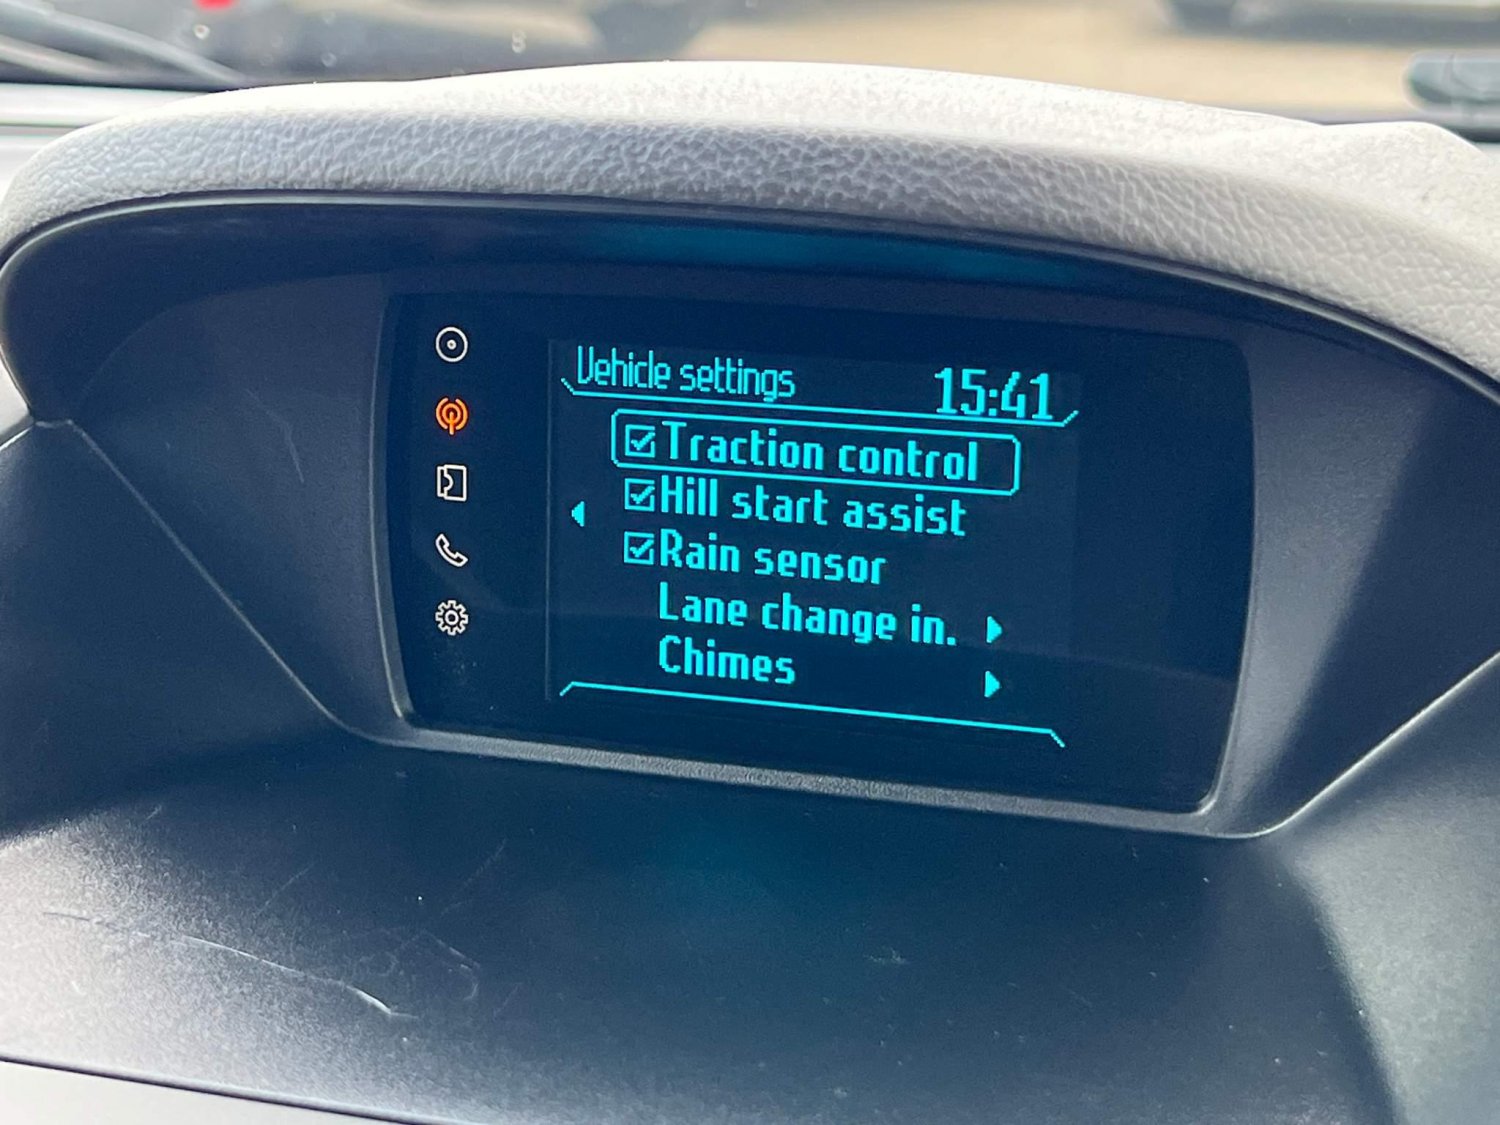 Vehicle settings 15:41
Traction control
Hill start assist
Rain sensor
Lane change in.
Chimes